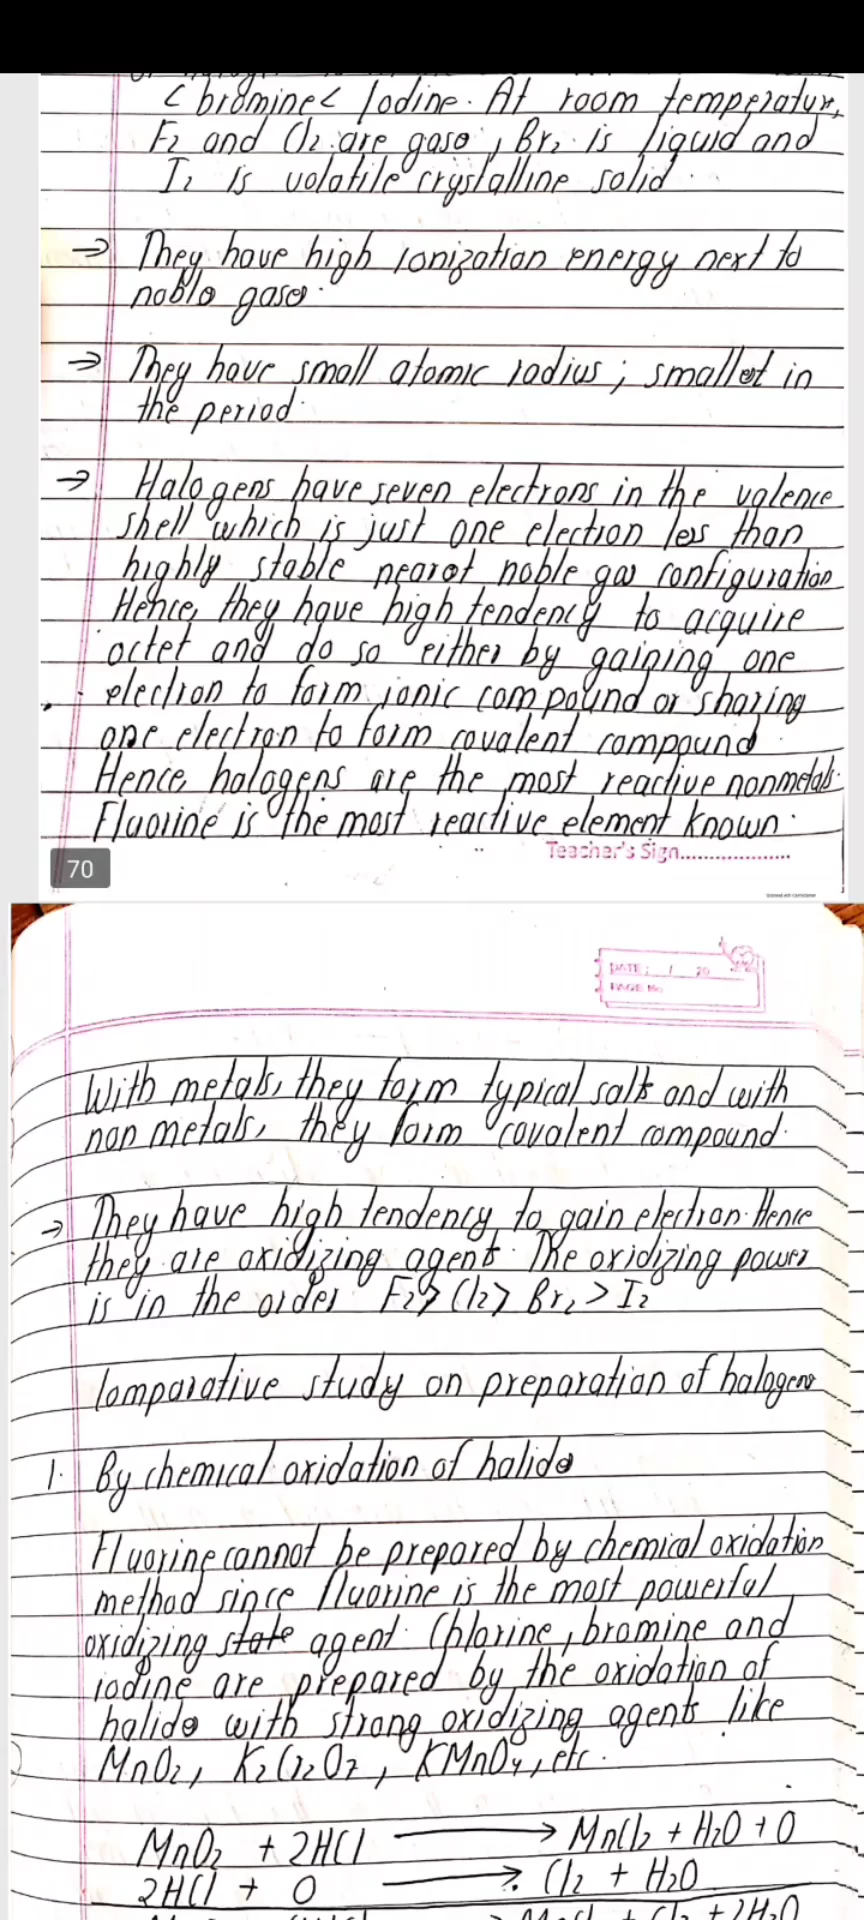 < bromine < Iodine. At room temperature,
F₂ and Cl₂ are gases, Br₂ is liquid and
I₂ is volatile crystalline solid.
→ They have high ionization energy next to
noble gases.
→ They have small atomic radius; smallest in
the period.
→ Halogens have seven electrons in the valence
shell which is just one electron less than
highly stable nearest noble gas configuration
Hence, they have high tendency to acquire
octet and do so either by gaining one
electron to form ionic compound or sharing
one electron to form covalent compound
Hence, halogens are the most reactive nonmetals.
Fluorine is the most reactive element known.
Teacher's Sign..................
70
DATE: / 20
PAGE No
With metals, they form typical salts and with
non metals, they form covalent compound.
→ They have high tendency to gain electron. Hence
they are oxidizing agents. The oxidizing power
is in the order F₂ > Cl₂ > Br₂ > I₂
Comparative study on preparation of halogens
1. By chemical oxidation of halides
Fluorine cannot be prepared by chemical oxidation
method since fluorine is the most powerful
oxidizing state agent. Chlorine, bromine and
iodine are prepared by the oxidation of
halides with strong oxidizing agents like
MnO₂, K₂Cr₂O₇, KMnO₄, etc.
MnO₂ + 2HCl → MnCl₂ + H₂O + O
2HCl + O → Cl₂ + H₂O